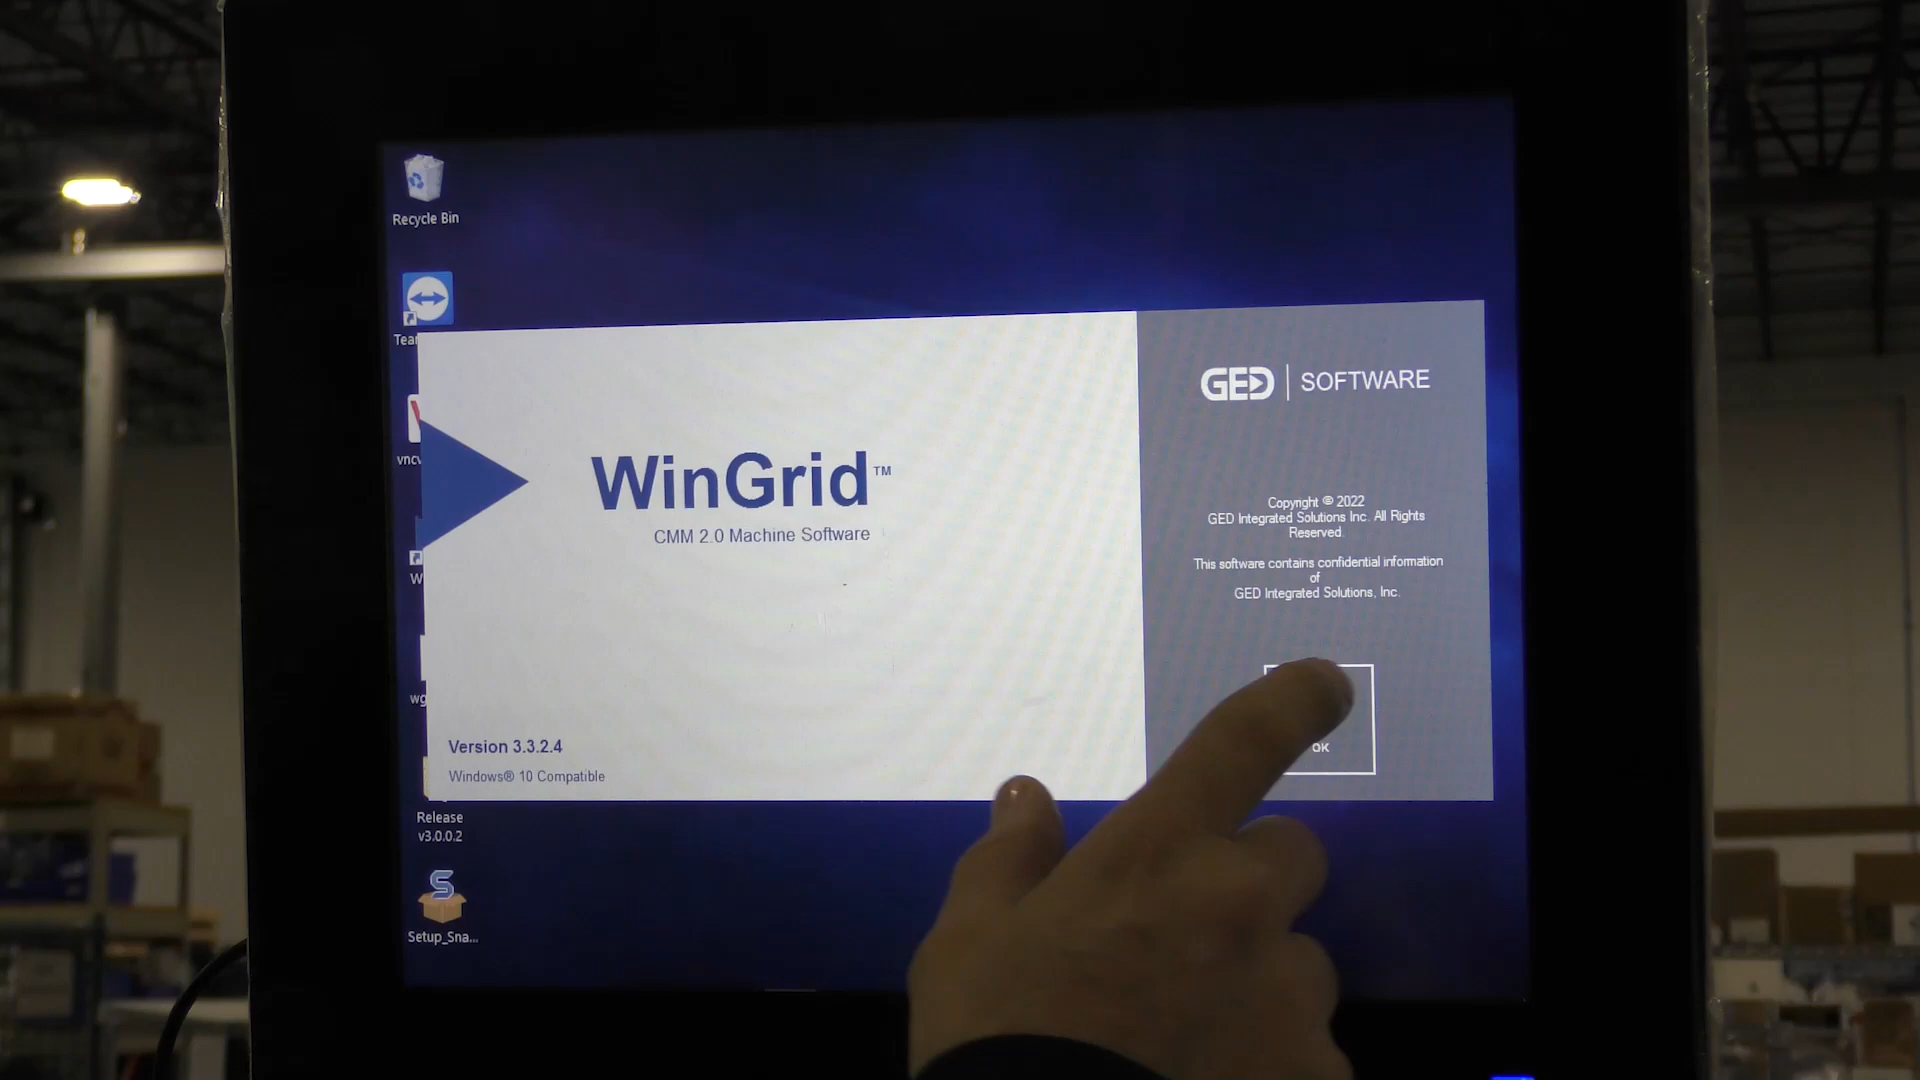 Recycle Bin
Tear
vncv
W
wg
Release
v3.0.0.2
Setup_Sna...
WinGrid™
CMM 2.0 Machine Software
Version 3.3.2.4
Windows® 10 Compatible
GED | SOFTWARE
Copyright © 2022
GED Integrated Solutions Inc. All Rights
Reserved.
This software contains confidential information
of
GED Integrated Solutions, Inc.
OK